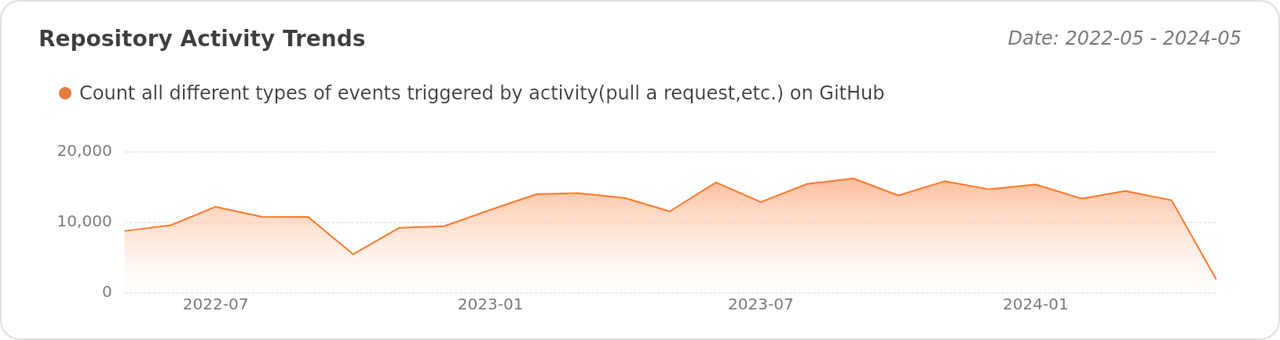 Repository Activity Trends
Date: 2022-05 - 2024-05
Count all different types of events triggered by activity(pull a request,etc.) on GitHub
20,000
10,000
0
2022-07
2023-01
2023-07
2024-01